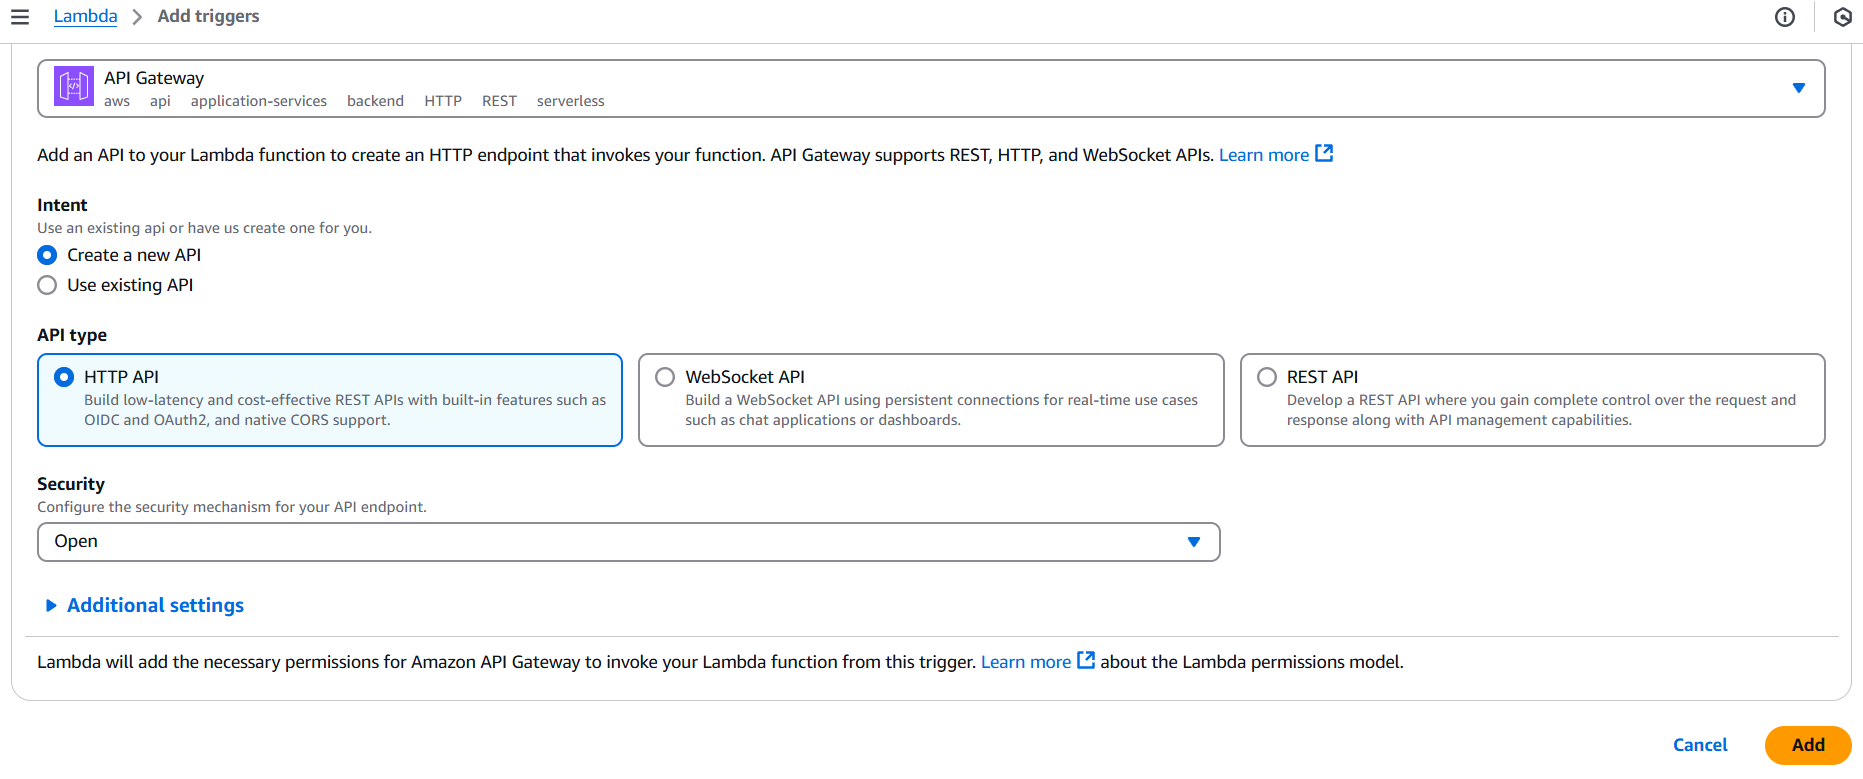 Lambda > Add triggers
API Gateway
aws api application-services backend HTTP REST serverless
Add an API to your Lambda function to create an HTTP endpoint that invokes your function. API Gateway supports REST, HTTP, and WebSocket APIs. Learn more
Intent
Use an existing api or have us create one for you.
Create a new API
Use existing API
API type
HTTP API
Build low-latency and cost-effective REST APIs with built-in features such as
OIDC and OAuth2, and native CORS support.
WebSocket API
Build a WebSocket API using persistent connections for real-time use cases
such as chat applications or dashboards.
REST API
Develop a REST API where you gain complete control over the request and
response along with API management capabilities.
Security
Configure the security mechanism for your API endpoint.
Open
Additional settings
Lambda will add the necessary permissions for Amazon API Gateway to invoke your Lambda function from this trigger. Learn more about the Lambda permissions model.
Cancel Add